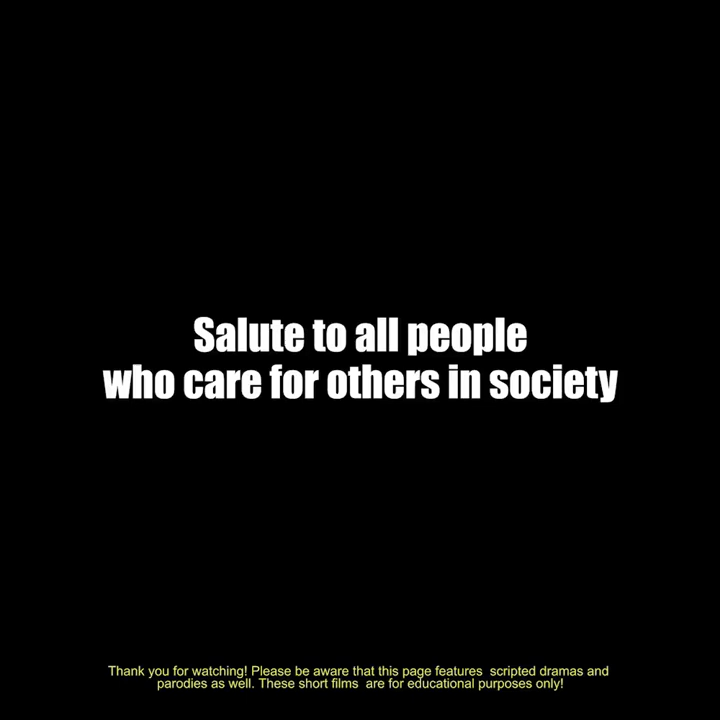 Salute to all people
who care for others in society
Thank you for watching! Please be aware that this page features  scripted dramas and
parodies as well. These short films  are for educational purposes only!